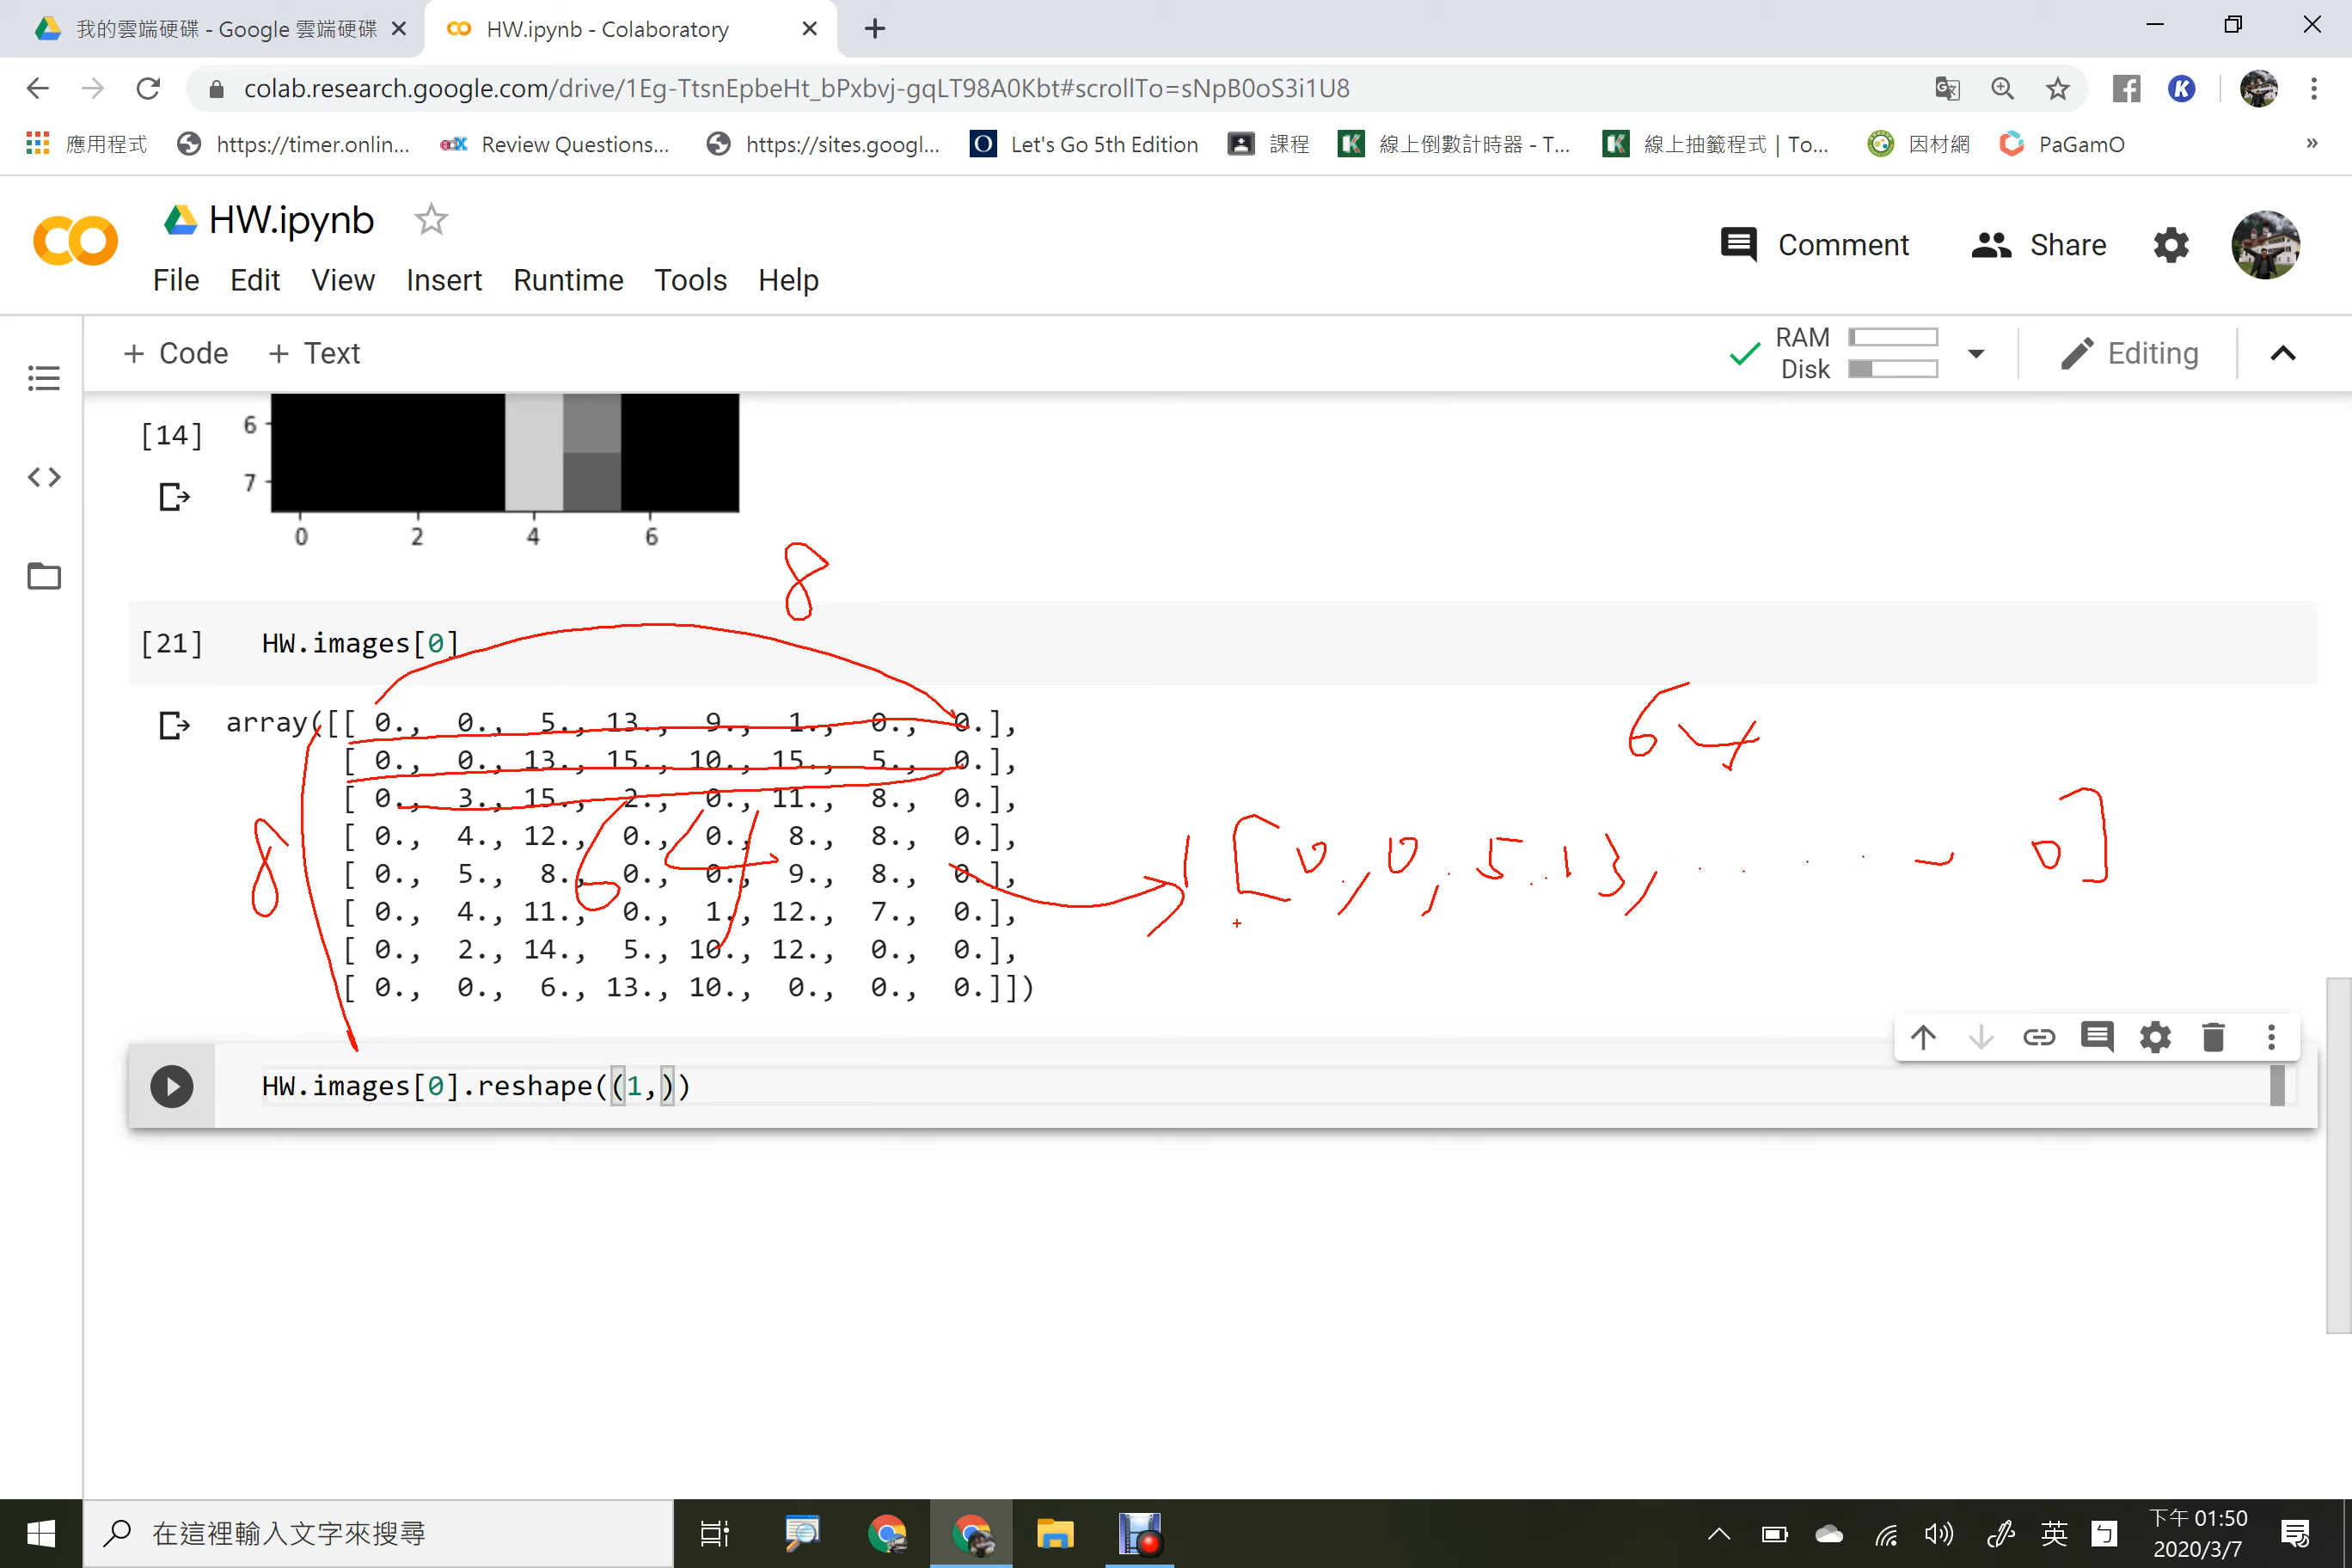 我的雲端硬碟 - Google 雲端硬碟
HW.ipynb - Colaboratory
colab.research.google.com/drive/1Eg-TtsnEpbeHt_bPxbvj-gqLT98A0Kbt#scrollTo=sNpB0oS3i1U8
應用程式 https://timer.onlin... edX Review Questions... https://sites.googl... Let's Go 5th Edition 課程 線上倒數計時器 - T... 線上抽籤程式 | To... 因材網 PaGamO »
HW.ipynb
Comment Share
File Edit View Insert Runtime Tools Help
+ Code + Text
RAM
Disk
Editing
[14]
6
7
0 2 4 6
8
[21] HW.images[0]
array([[ 0., 0., 5., 13., 9., 1., 0., 0.],
[ 0., 0., 13., 15., 10., 15., 5., 0.],
[ 0., 3., 15., 2., 0., 11., 8., 0.],
[ 0., 4., 12., 0., 0., 8., 8., 0.],
[ 0., 5., 8., 0., 0., 9., 8., 0.],
[ 0., 4., 11., 0., 1., 12., 7., 0.],
[ 0., 2., 14., 5., 10., 12., 0., 0.],
[ 0., 0., 6., 13., 10., 0., 0., 0.]])
8
64
64
1 [0, 0, 5. 13, . . . . - 0]
HW.images[0].reshape((1,))
在這裡輸入文字來搜尋
英
ㄅ
下午 01:50
2020/3/7